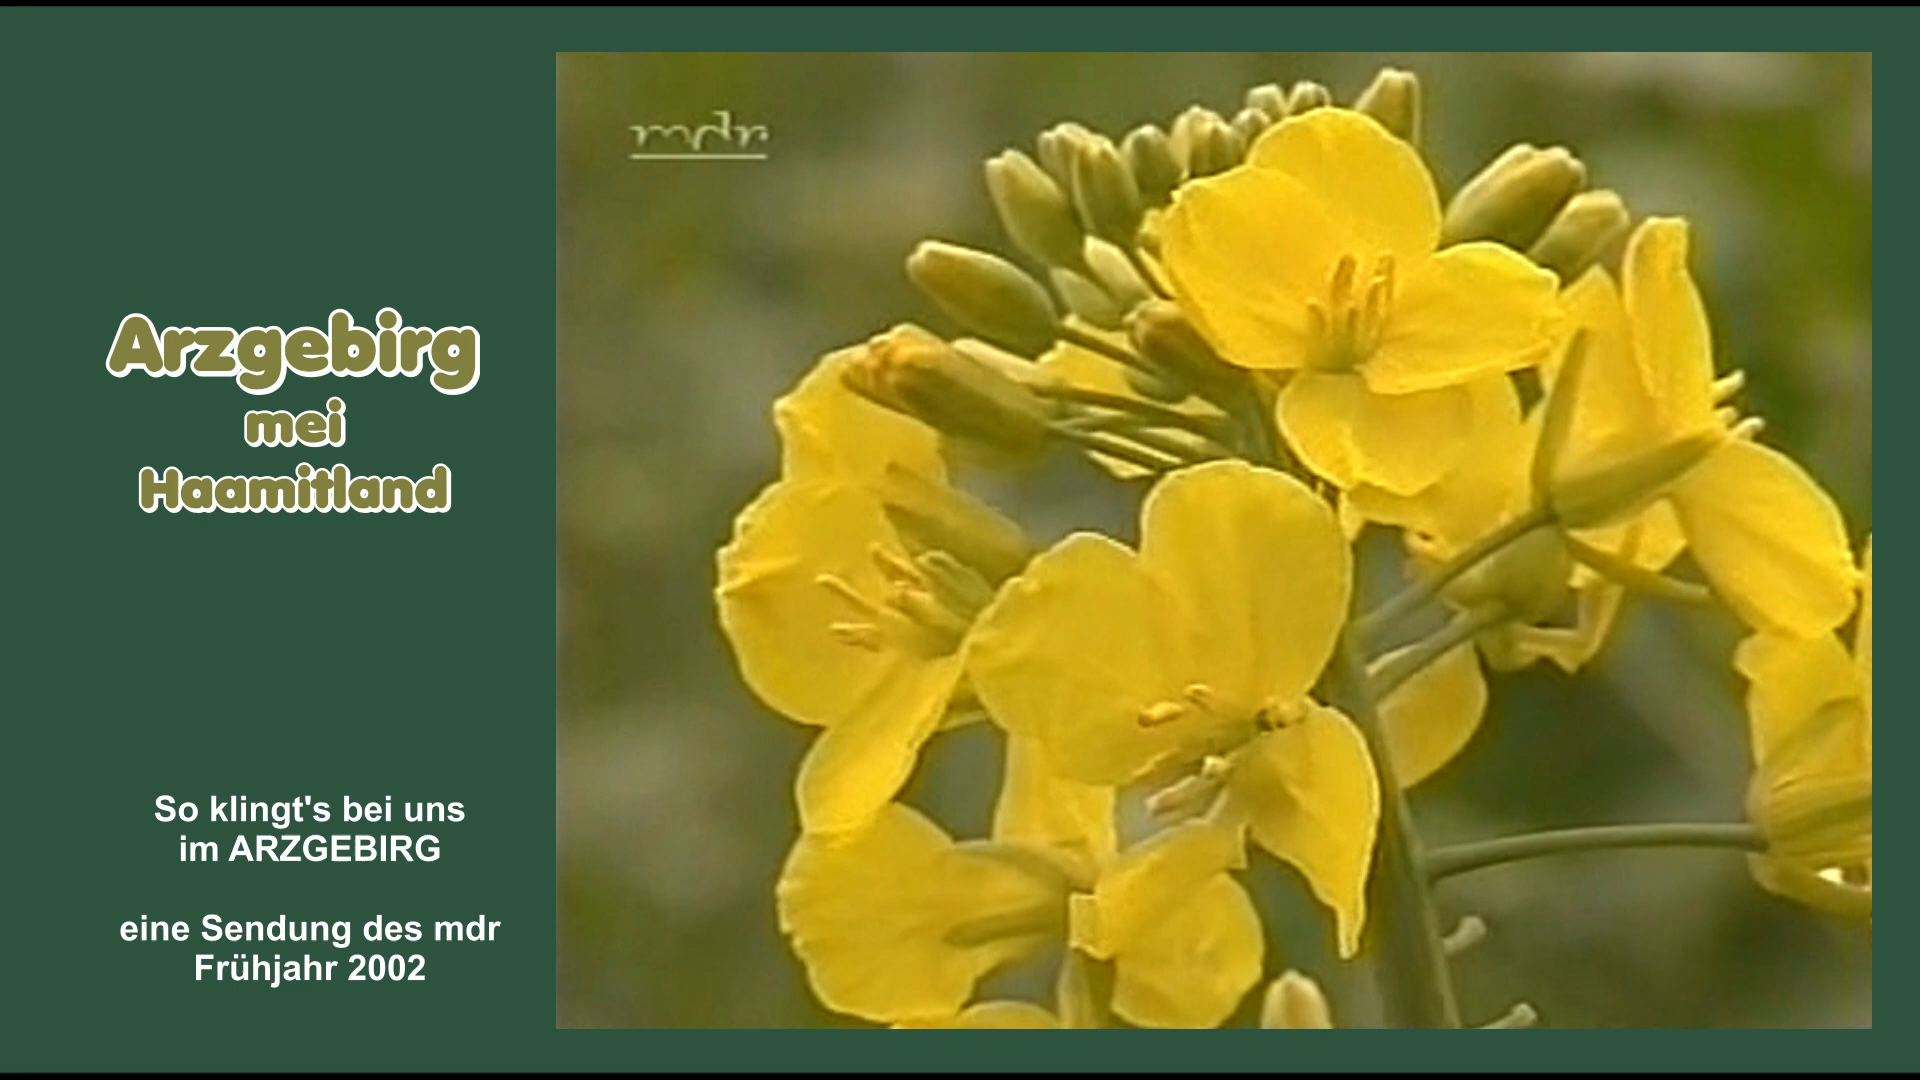 mdr
Arzgebirg
mei
Haamitland
So klingt's bei uns
im ARZGEBIRG
eine Sendung des mdr
Frühjahr 2002